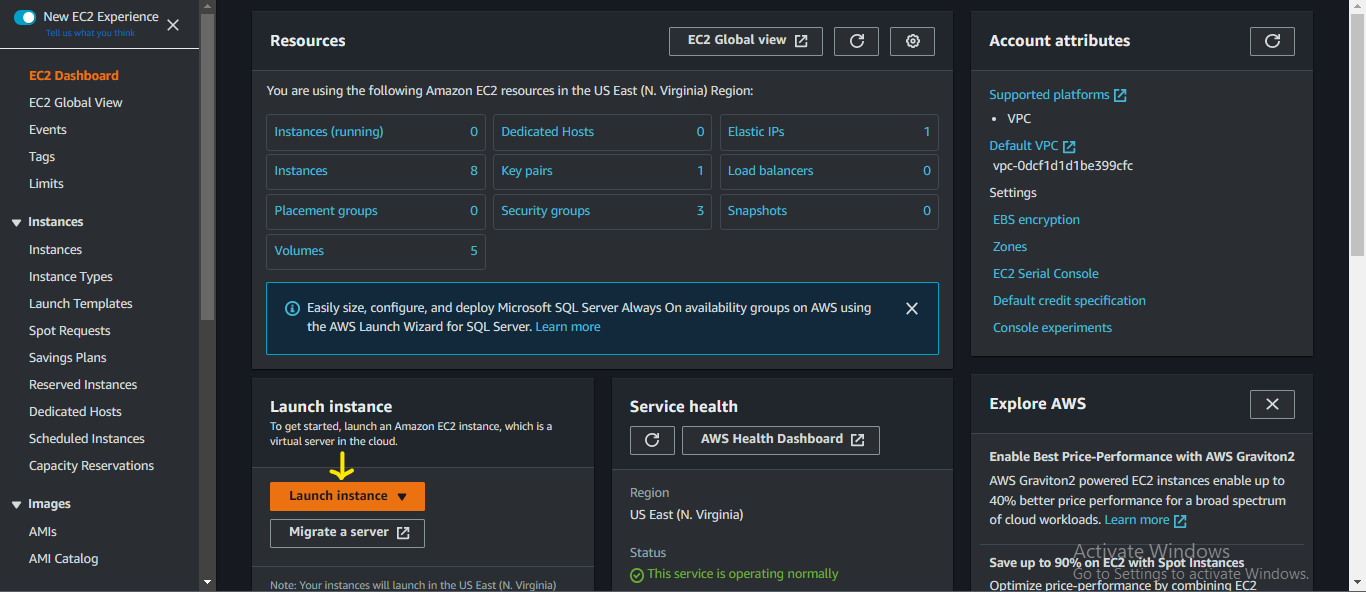 New EC2 Experience
Tell us what you think
EC2 Dashboard
EC2 Global View
Events
Tags
Limits
Instances
Instances
Instance Types
Launch Templates
Spot Requests
Savings Plans
Reserved Instances
Dedicated Hosts
Scheduled Instances
Capacity Reservations
Images
AMIs
AMI Catalog
Resources
EC2 Global view
You are using the following Amazon EC2 resources in the US East (N. Virginia) Region:
Instances (running) 0
Dedicated Hosts 0
Elastic IPs 1
Instances 8
Key pairs 1
Load balancers 0
Placement groups 0
Security groups 3
Snapshots 0
Volumes 5
Easily size, configure, and deploy Microsoft SQL Server Always On availability groups on AWS using
the AWS Launch Wizard for SQL Server. Learn more
Launch instance
To get started, launch an Amazon EC2 instance, which is a
virtual server in the cloud.
Launch instance
Migrate a server
Note: Your instances will launch in the US East (N. Virginia)
Service health
AWS Health Dashboard
Region
US East (N. Virginia)
Status
This service is operating normally
Account attributes
Supported platforms
• VPC
Default VPC
vpc-0dcf1d1d1be399cfc
Settings
EBS encryption
Zones
EC2 Serial Console
Default credit specification
Console experiments
Explore AWS
Enable Best Price-Performance with AWS Graviton2
AWS Graviton2 powered EC2 instances enable up to
40% better price performance for a broad spectrum
of cloud workloads. Learn more
Save up to 90% on EC2 with Spot Instances
Optimize price-performance by combining EC2
Activate Windows
Go to Settings to activate Windows.